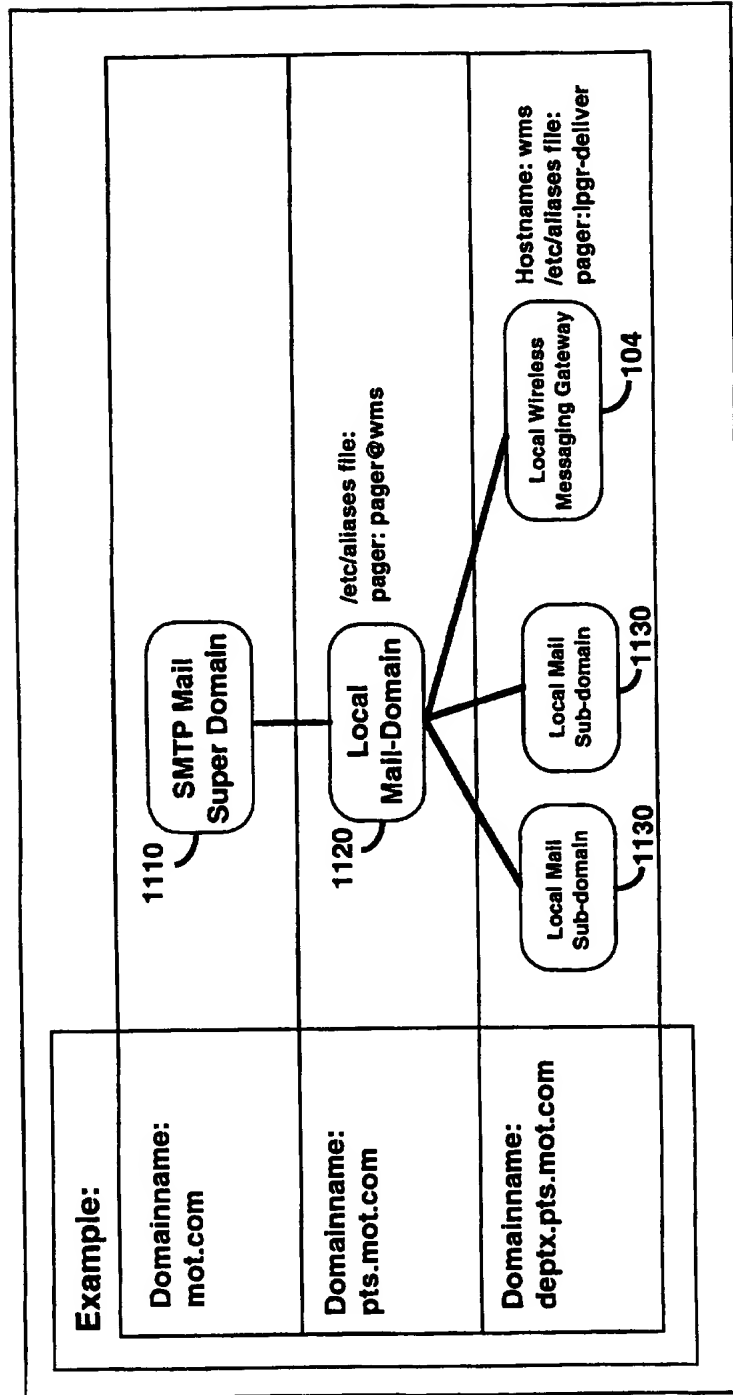 Example:
Domainname:
mot.com
1110
SMTP Mail
Super Domain
Domainname:
pts.mot.com
1120
Local
Mail-Domain
/etc/aliases file:
pager: pager@wms
Domainname:
deptx.pts.mot.com
Local Mail
Sub-domain
1130
Local Mail
Sub-domain
1130
Local Wireless
Messaging Gateway
104
Hostname: wms
/etc/aliases file:
pager:lpgr-deliver